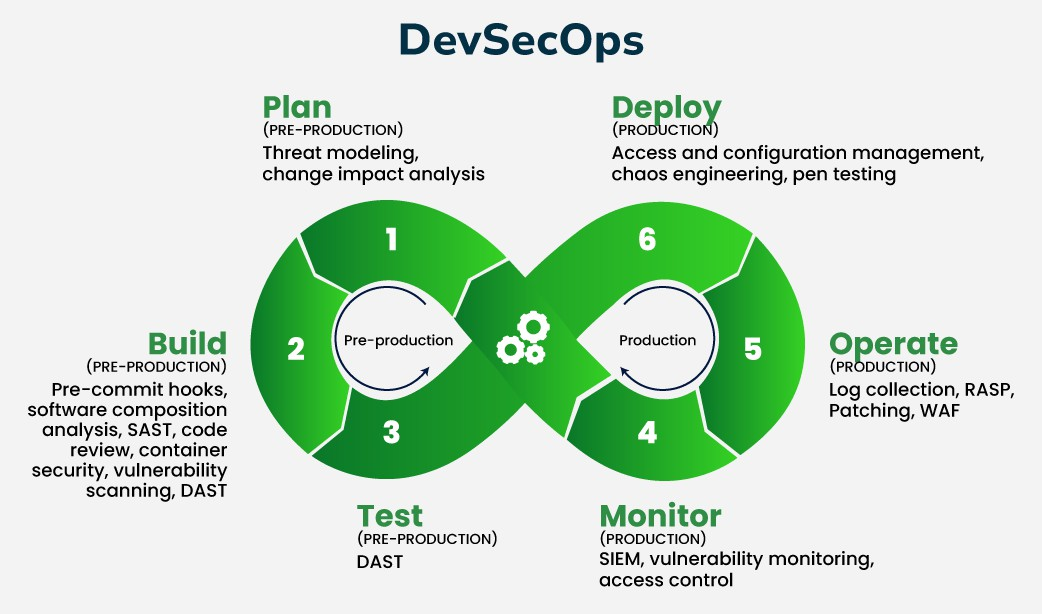 DevSecOps
Plan
(PRE-PRODUCTION)
Threat modeling,
change impact analysis
Deploy
(PRODUCTION)
Access and configuration management,
chaos engineering, pen testing
1
6
Build
(PRE-PRODUCTION)
Pre-commit hooks,
software composition
analysis, SAST, code
review, container
security, vulnerability
scanning, DAST
2
Pre-production
Production
5
Operate
(PRODUCTION)
Log collection, RASP,
Patching, WAF
3
4
Test
(PRE-PRODUCTION)
DAST
Monitor
(PRODUCTION)
SIEM, vulnerability monitoring,
access control